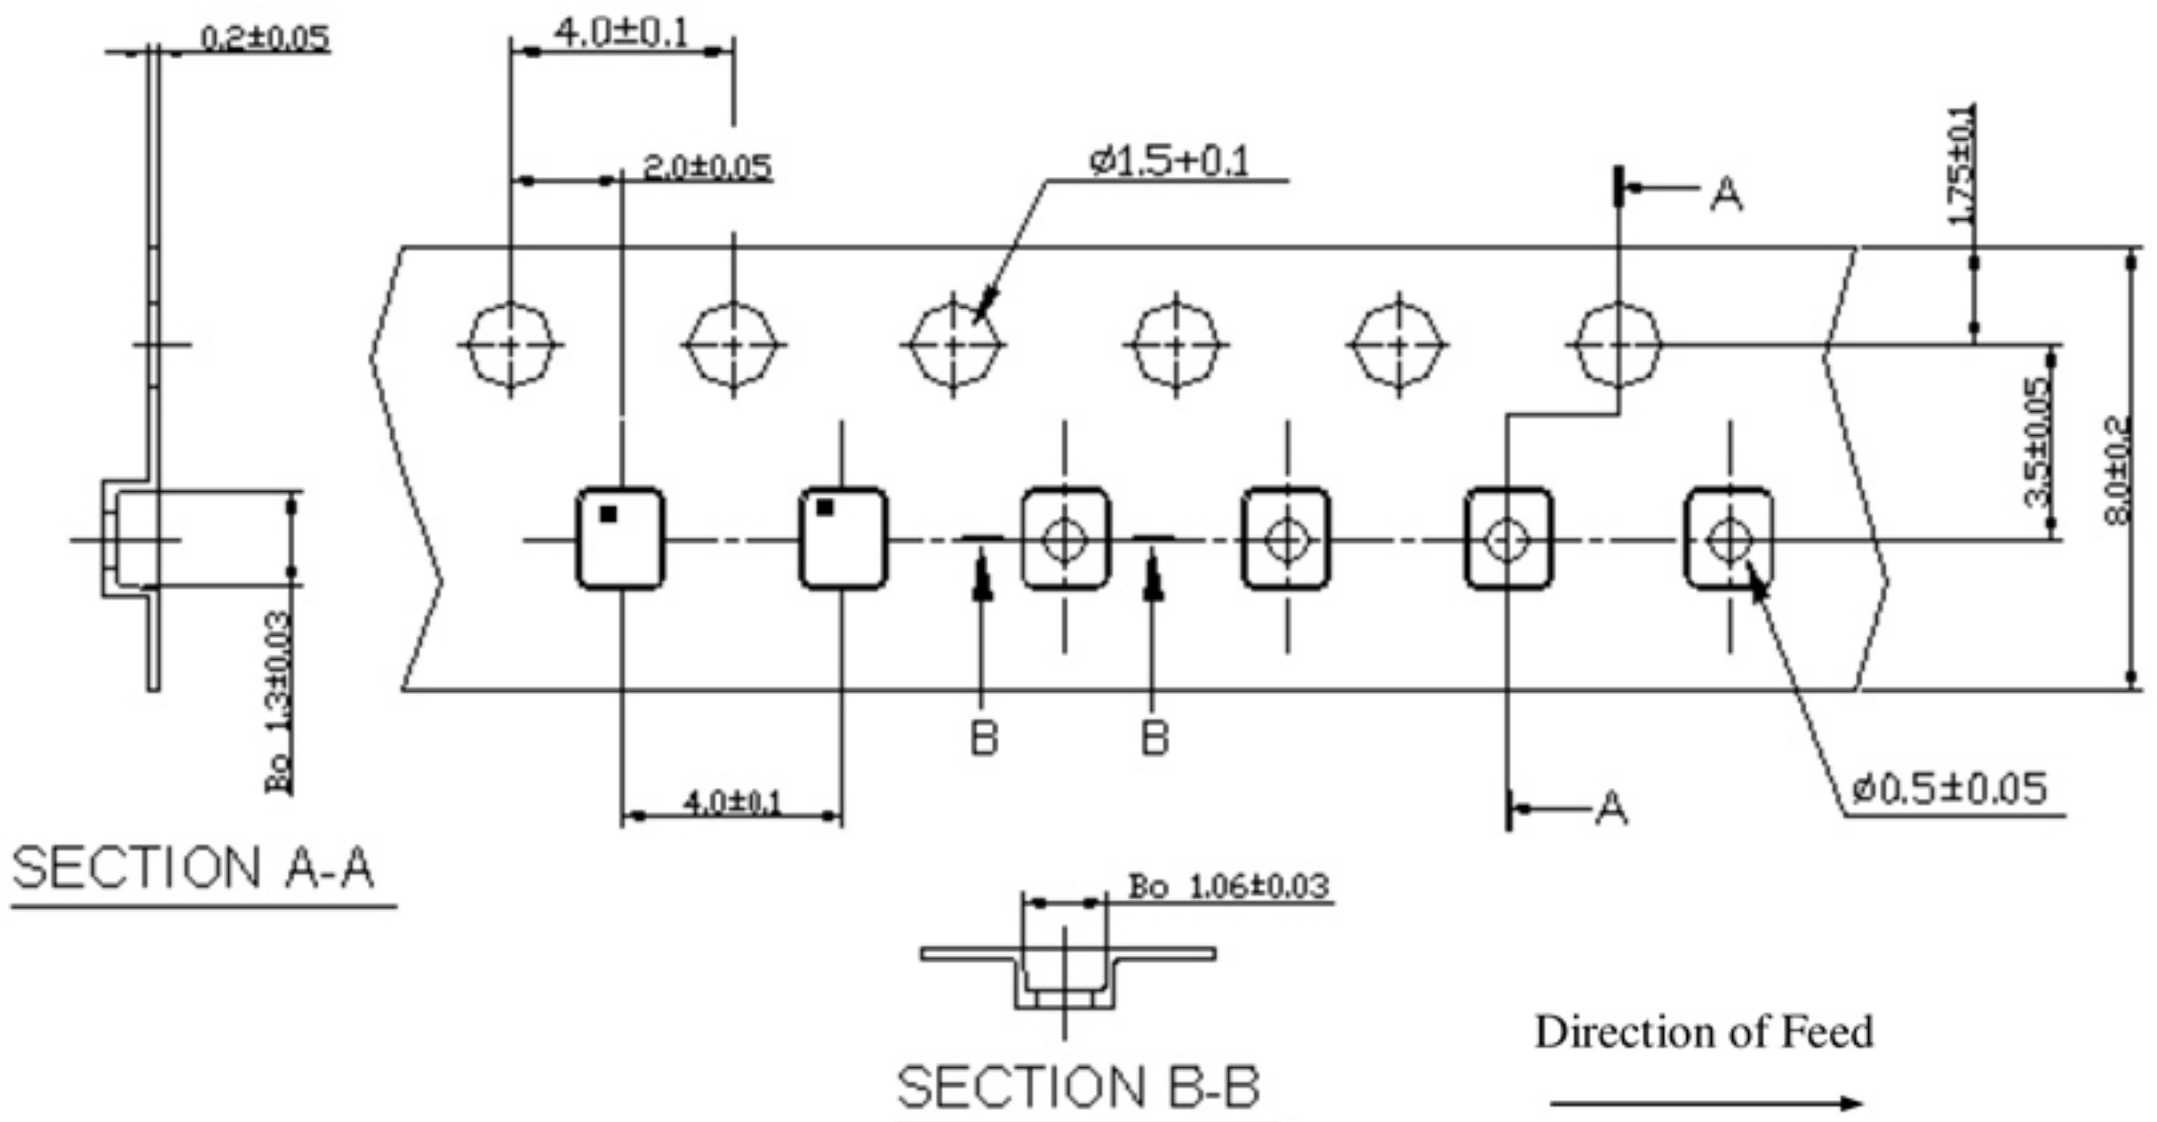 0.2±0.05
4.0±0.1
2.0±0.05
⌀1.5+0.1
A
1.75±0.1
3.5±0.05
8.0±0.2
Bo 1.3±0.03
B
B
4.0±0.1
A
⌀0.5±0.05
SECTION A-A
Bo 1.06±0.03
SECTION B-B
Direction of Feed